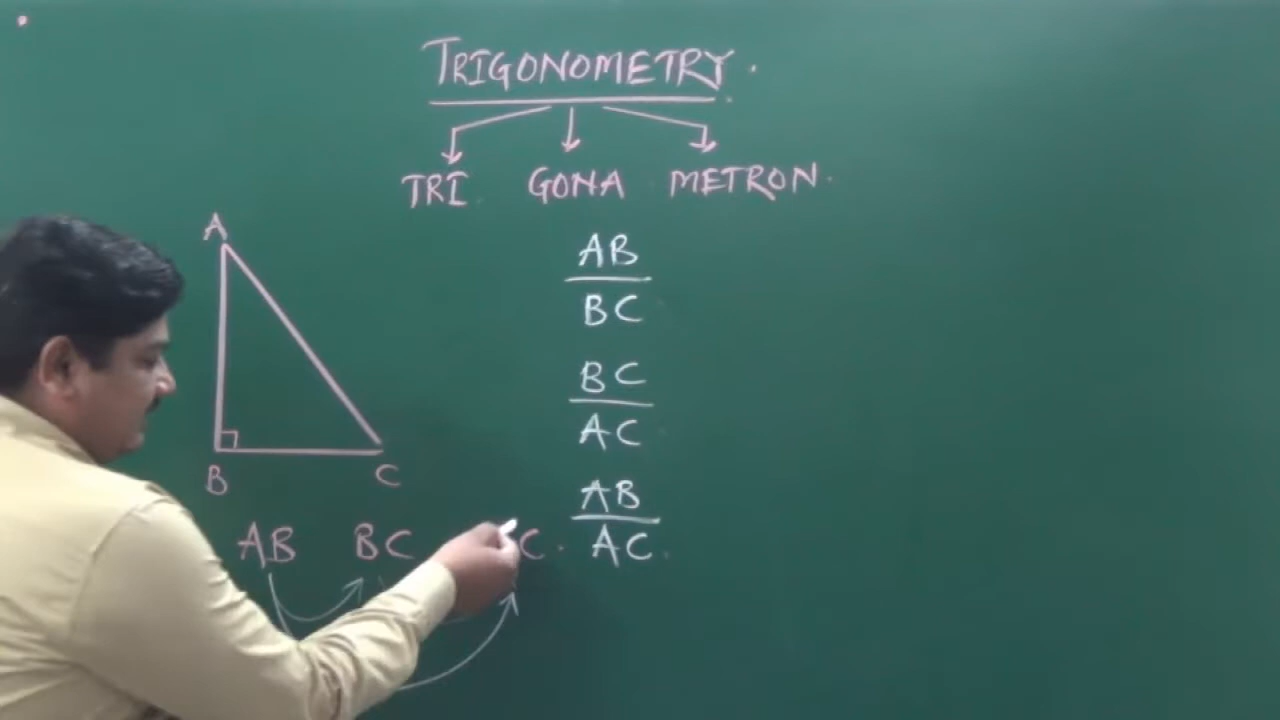 TRIGONOMETRY.
TRI GONA METRON.
A
B
C
AB
BC
BC
AC
AB
AC
AB BC C.